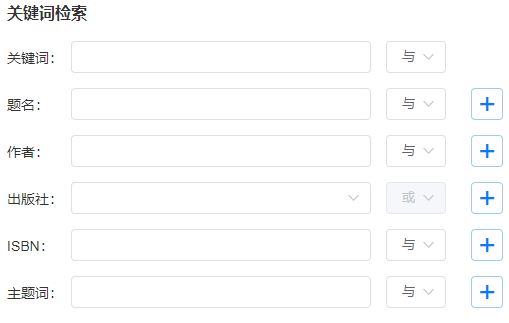 关键词检索
关键词： 与
题名： 与
作者： 与
出版社： 或
ISBN： 与
主题词： 与